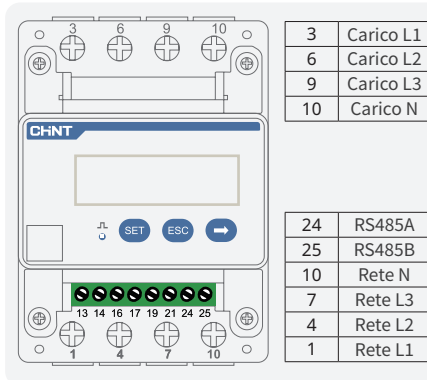 3 6 9 10
3 Carico L1
6 Carico L2
9 Carico L3
10 Carico N
CHNT
SET ESC
24 RS485A
25 RS485B
10 Rete N
7 Rete L3
4 Rete L2
1 Rete L1
13 14 16 17 19 21 24 25
1 4 7 10